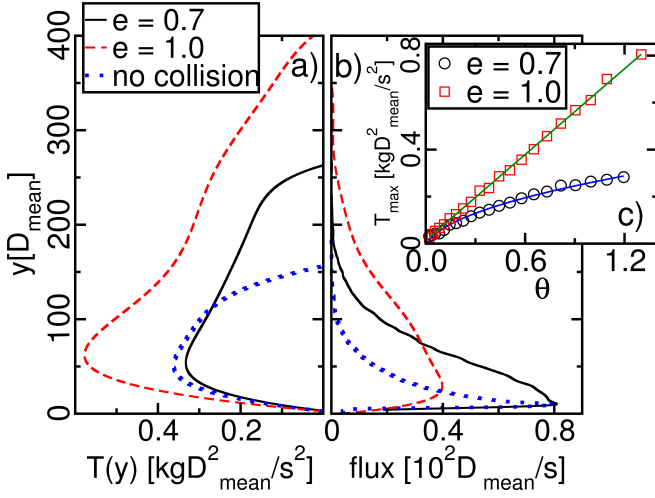 e = 0.7
e = 1.0
no collision
a)
b)
y[D_mean]
400
300
200
100
0
0.4
0.2
T(y) [kgD²_mean/s²]
0
0.4
0.8
flux [10²D_mean/s]
e = 0.7
e = 1.0
c)
T_max [kgD²_mean/s²]
0.8
0.4
0
0.0
0.6
1.2
θ